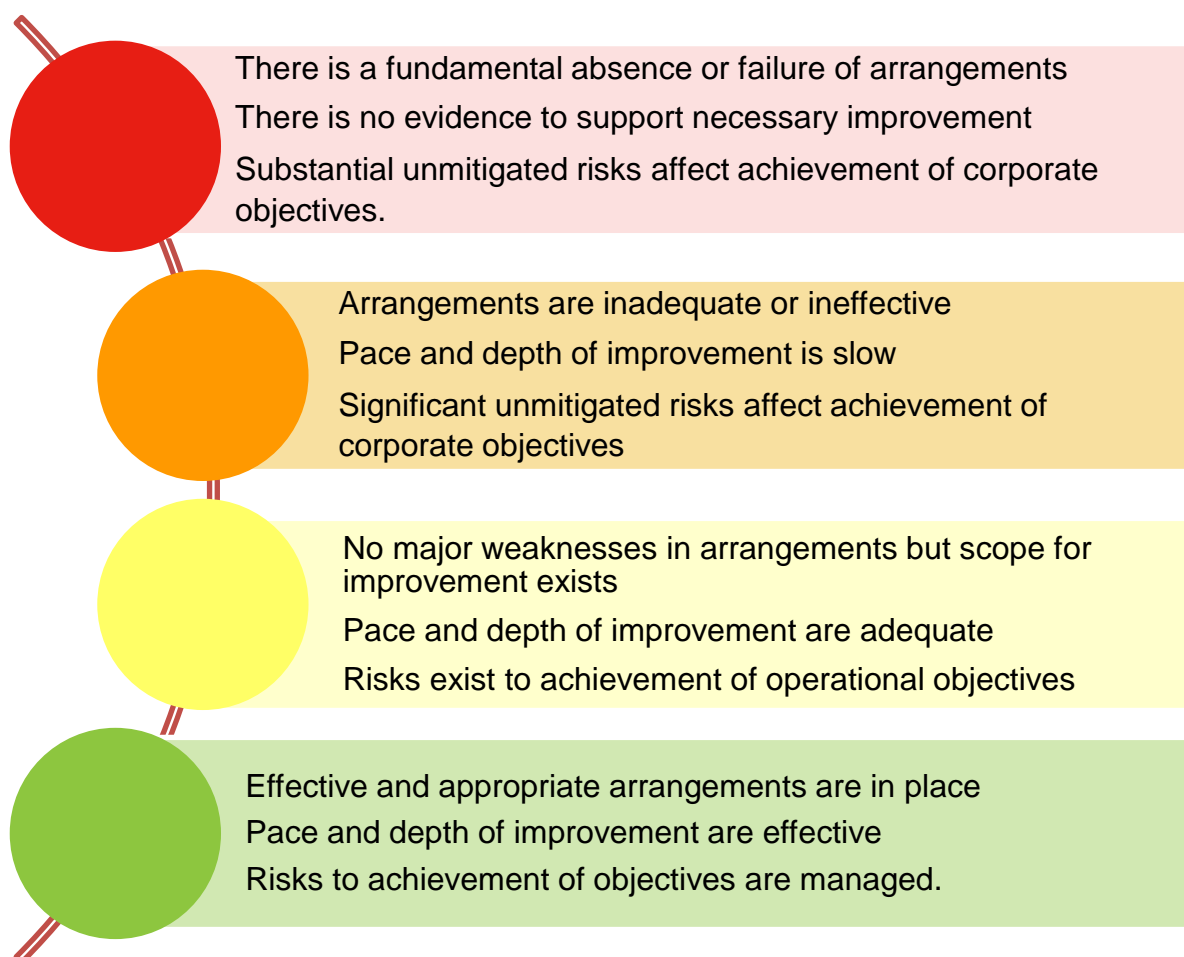 There is a fundamental absence or failure of arrangements
There is no evidence to support necessary improvement
Substantial unmitigated risks affect achievement of corporate
objectives.
Arrangements are inadequate or ineffective
Pace and depth of improvement is slow
Significant unmitigated risks affect achievement of
corporate objectives
No major weaknesses in arrangements but scope for
improvement exists
Pace and depth of improvement are adequate
Risks exist to achievement of operational objectives
Effective and appropriate arrangements are in place
Pace and depth of improvement are effective
Risks to achievement of objectives are managed.